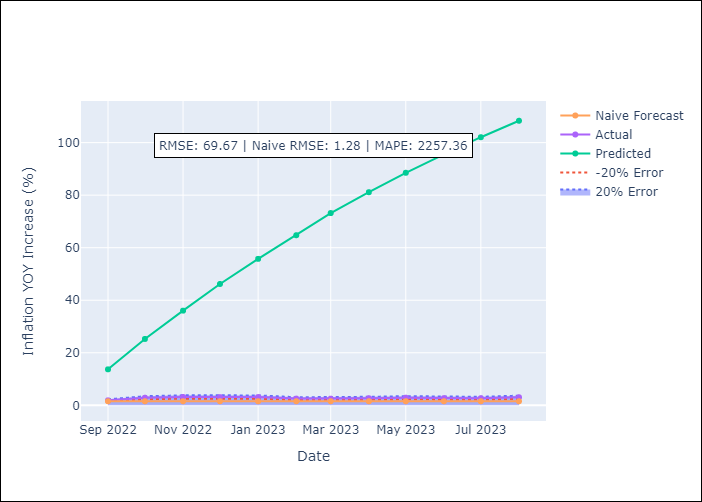 RMSE: 69.67 | Naive RMSE: 1.28 | MAPE: 2257.36
Naive Forecast
Actual
Predicted
-20% Error
20% Error
Inflation YOY Increase (%)
100
80
60
40
20
0
Sep 2022 Nov 2022 Jan 2023 Mar 2023 May 2023 Jul 2023
Date